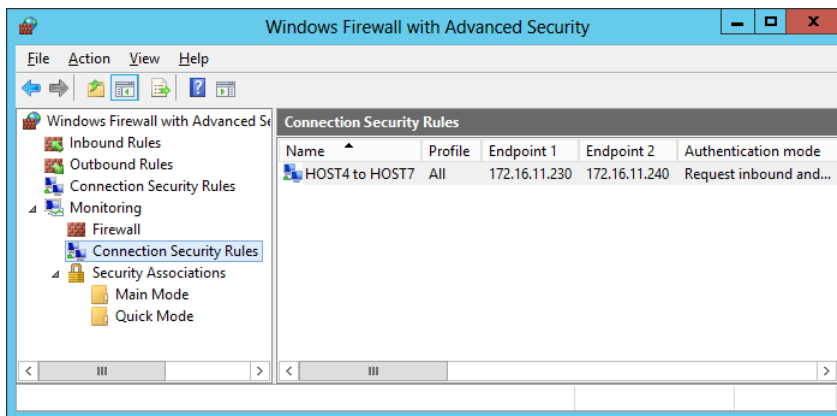 Windows Firewall with Advanced Security
File Action View Help
Windows Firewall with Advanced Se
Inbound Rules
Outbound Rules
Connection Security Rules
Monitoring
Firewall
Connection Security Rules
Security Associations
Main Mode
Quick Mode
Connection Security Rules
Name Profile Endpoint 1 Endpoint 2 Authentication mode
HOST4 to HOST7 All 172.16.11.230 172.16.11.240 Request inbound and...